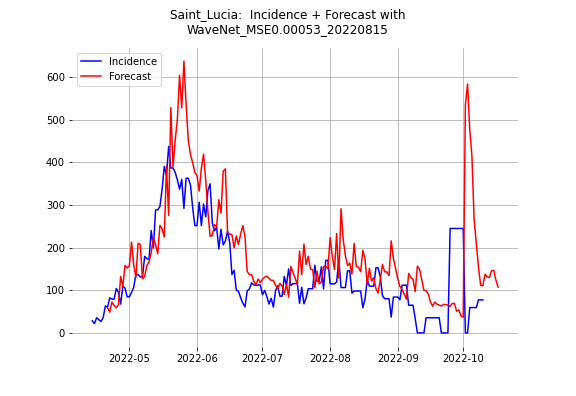 Saint_Lucia:  Incidence + Forecast with
WaveNet_MSE0.00053_20220815
Incidence
Forecast
600
500
400
300
200
100
0
2022-05 2022-06 2022-07 2022-08 2022-09 2022-10